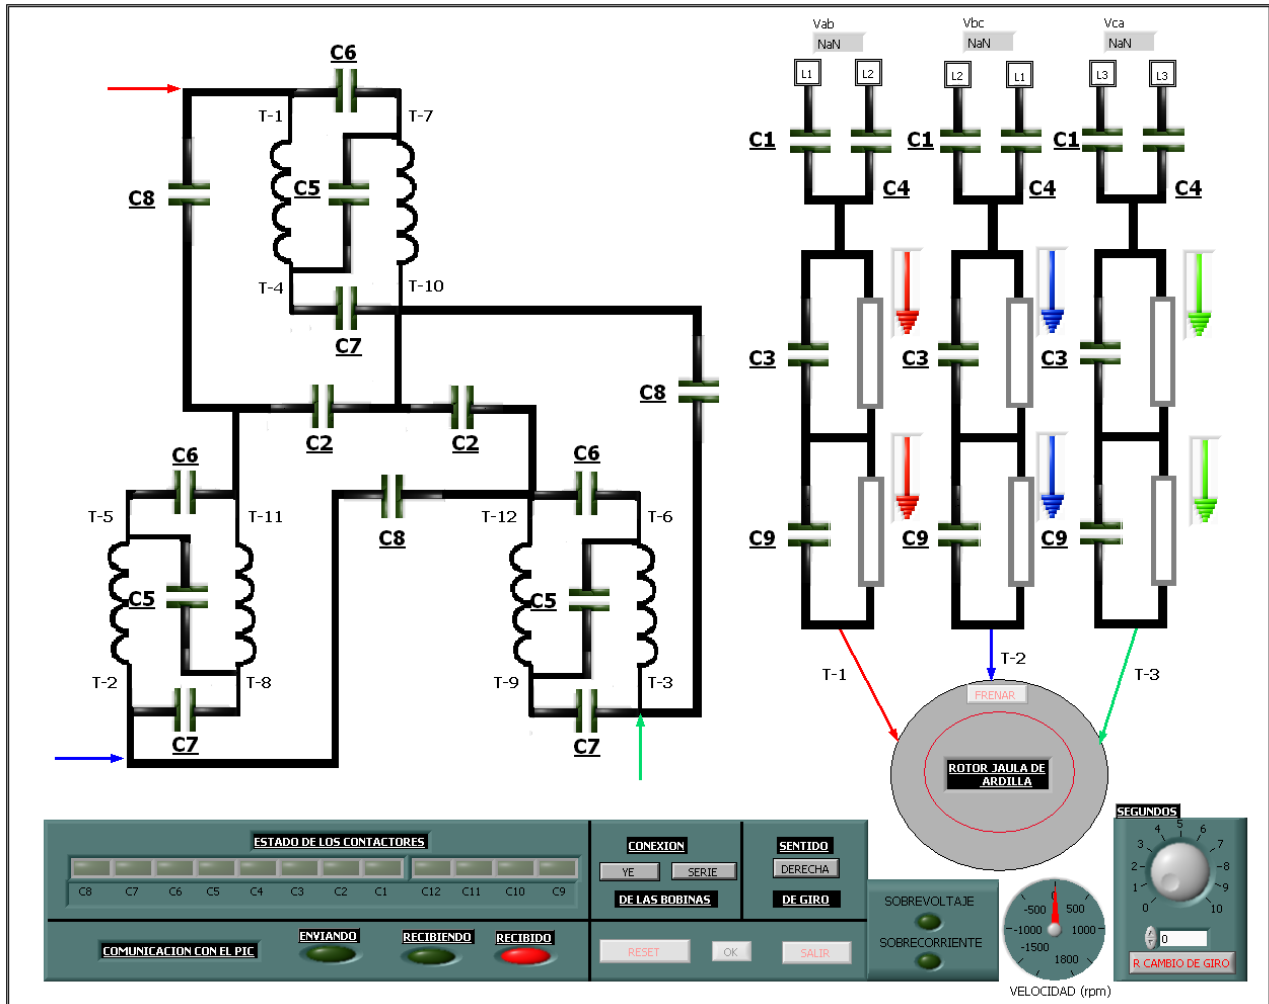 Vab
Vbc
Vca
NaN
NaN
NaN
L1
L2
L2
L1
L3
L3
C6
T-1
T-7
C8
C5
T-4
T-10
C7
C8
C2
C2
C6
T-5
T-11
C8
T-12
C6
T-6
C5
C5
T-2
T-8
T-9
T-3
C7
C7
C1
C1
C1
C4
C4
C4
C3
C3
C3
C9
C9
C9
T-1
T-2
T-3
FRENAR
ROTOR JAULA DE
ARDILLA
ESTADO DE LOS CONTACTORES
C8 C7 C6 C5 C4 C3 C2 C1 C12 C11 C10 C9
CONEXION
YE SERIE
DE LAS BOBINAS
SENTIDO
DERECHA
DE GIRO
COMUNICACION CON EL PIC
ENVIANDO
RECIBIENDO
RECIBIDO
RESET
OK
SALIR
SOBREVOLTAJE
SOBRECORRIENTE
0
-500 500
-1000 1000
-1500
1800
VELOCIDAD (rpm)
SEGUNDOS
0 1 2 3 4 5 6 7 8 9 10
0
R CAMBIO DE GIRO